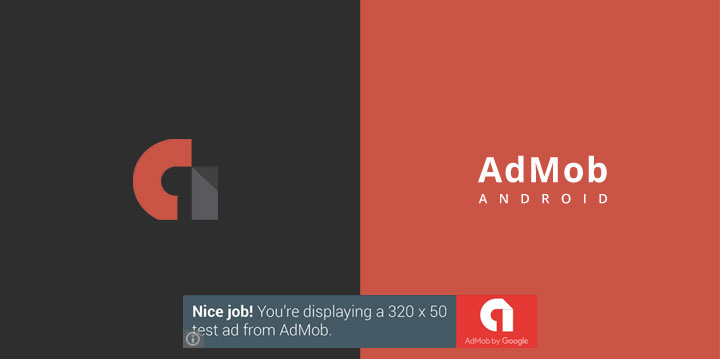 AdMob
ANDROID
Nice job! You're displaying a 320 x 50
test ad from AdMob.
AdMob by Google